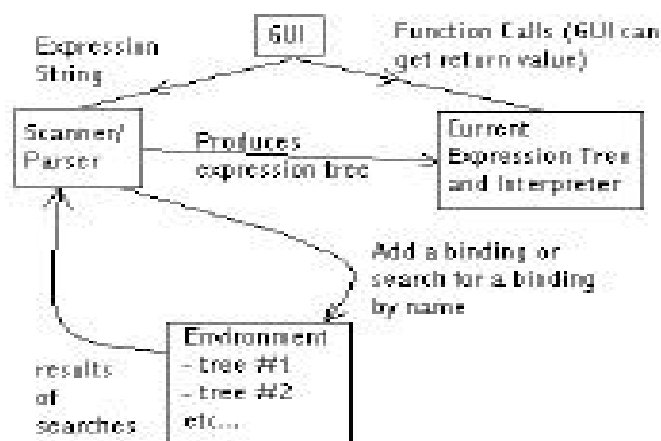 GUI
Expression
String
Function Calls (GUI can
get return value)
Scanner/
Parser
Produces
expression tree
Current
Expression Tree
and Interpreter
Add a binding or
search for a binding
by name
Environment
- tree #1
- tree #2
etc...
results
of
searches